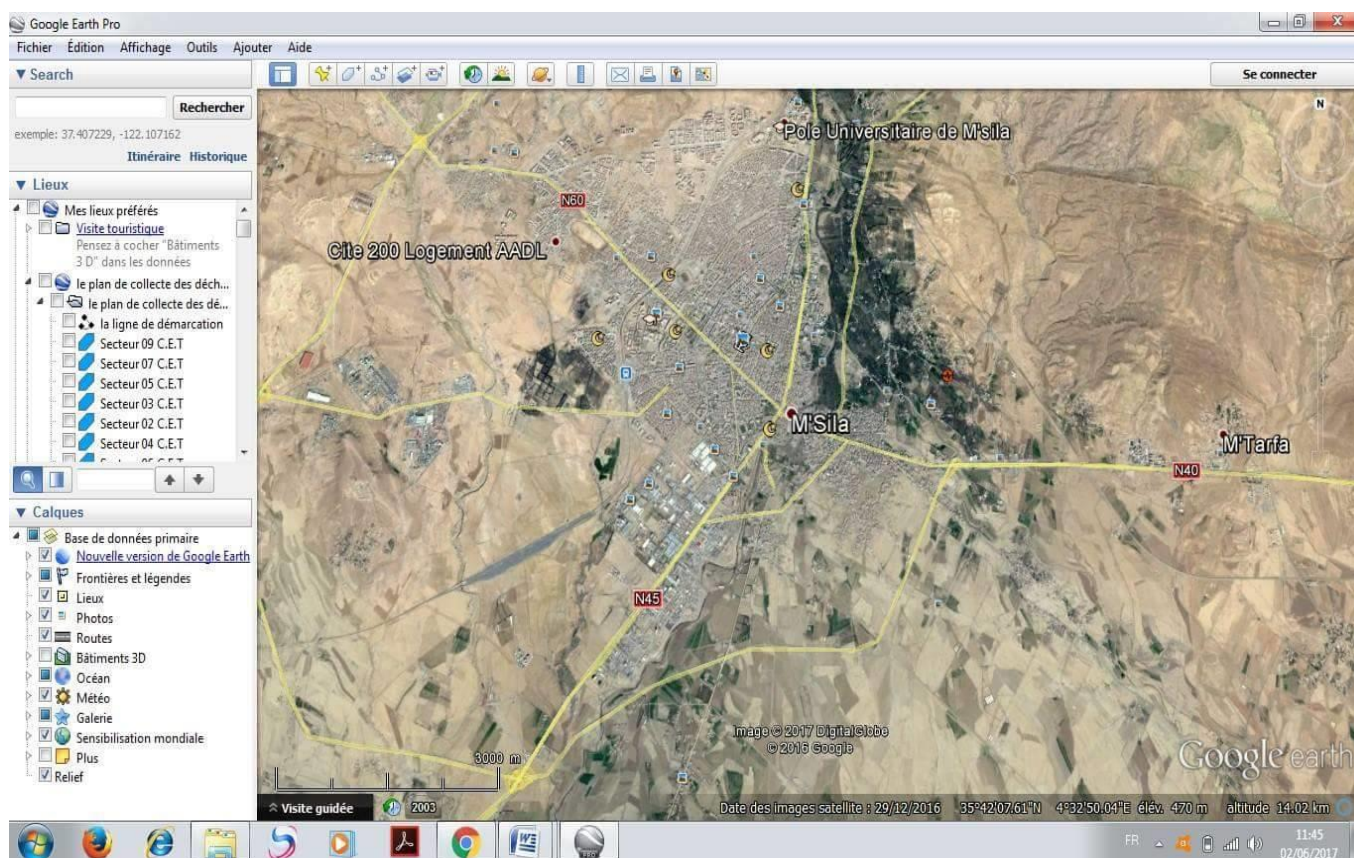 Google Earth Pro
Fichier Édition Affichage Outils Ajouter Aide
Search
Se connecter
Rechercher
exemple: 37.407229, -122.107162
Itinéraire Historique
Lieux
Mes lieux préférés
Visite touristique
Pensez à cocher "Bâtiments
3 D" dans les données
le plan de collecte des déch...
le plan de collecte des dé...
la ligne de démarcation
Secteur 09 C.E.T
Secteur 07 C.E.T
Secteur 05 C.E.T
Secteur 03 C.E.T
Secteur 02 C.E.T
Secteur 04 C.E.T
Calques
Base de données primaire
Nouvelle version de Google Earth
Frontières et légendes
Lieux
Photos
Routes
Bâtiments 3D
Océan
Météo
Galerie
Sensibilisation mondiale
Plus
Relief
N
Pole Universitaire de M'sila
N60
Cite 200 Logement AADL
M'Sila
M'Tarfa
N40
N45
Image © 2017 DigitalGlobe
© 2016 Google
3000 m
Google earth
Visite guidée
2003
Date des images satellite : 29/12/2016 35°42'07.61"N 4°32'50.04"E élév. 470 m altitude 14.02 km
FR
11:45
02/06/2017